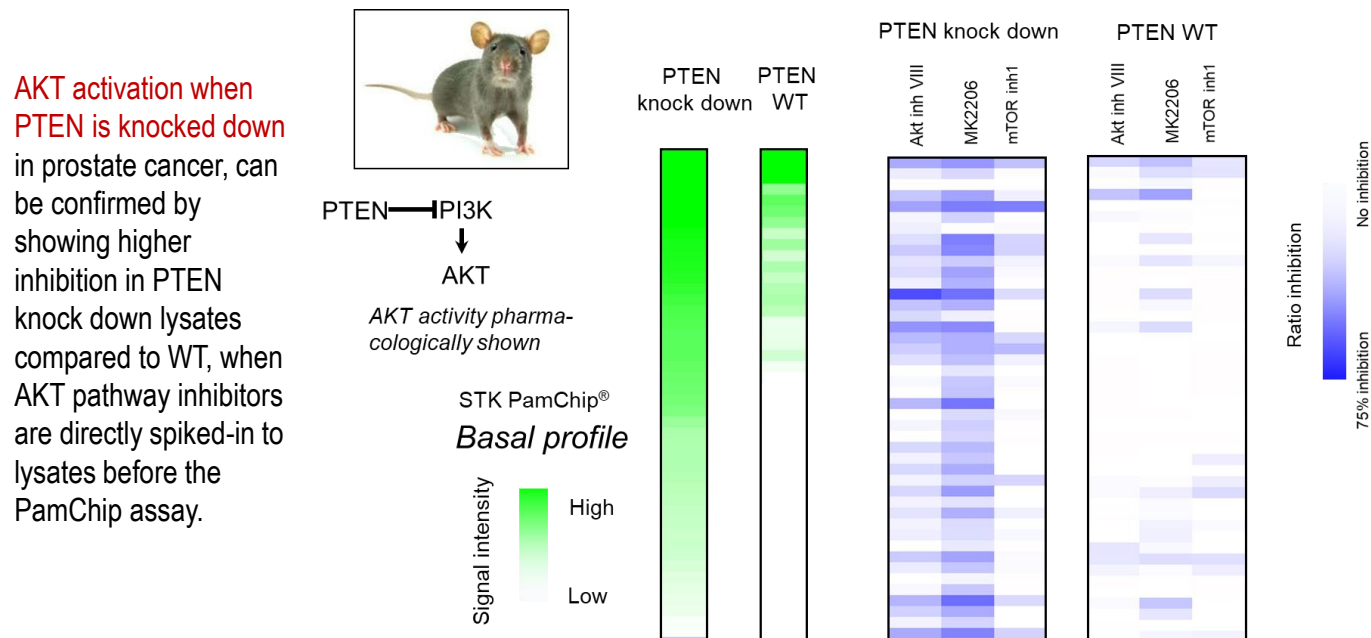 AKT activation when
PTEN is knocked down
in prostate cancer, can
be confirmed by
showing higher
inhibition in PTEN
knock down lysates
compared to WT, when
AKT pathway inhibitors
are directly spiked-in to
lysates before the
PamChip assay.
PTEN
PI3K
AKT
AKT activity pharma-
cologically shown
STK PamChip®
Basal profile
Signal intensity
High
Low
PTEN
knock down
PTEN
WT
PTEN knock down
Akt inh VIII
MK2206
mTOR inh1
PTEN WT
Akt inh VIII
MK2206
mTOR inh1
Ratio inhibition
No inhibition
75% inhibition